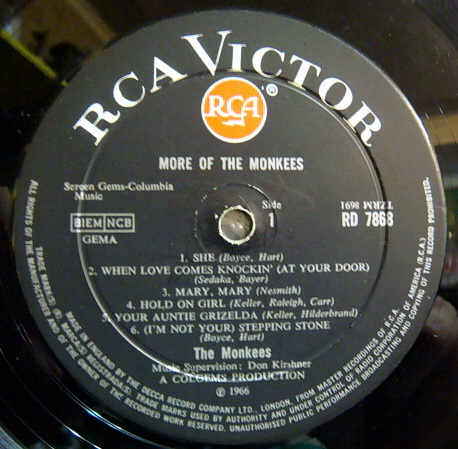 RCA VICTOR
RCA ®
MORE OF THE MONKEES
Screen Gems-Columbia
Music
BIEM NCB
GEMA
Side
1
TZRM 8691
RD 7868
1. SHE (Boyce, Hart)
2. WHEN LOVE COMES KNOCKIN' (AT YOUR DOOR)
(Sedaka, Bayer)
3. MARY, MARY (Nesmith)
4. HOLD ON GIRL (Keller, Raleigh, Carr)
5. YOUR AUNTIE GRIZELDA (Keller, Hilderbrand)
6. (I'M NOT YOUR) STEPPING STONE
(Boyce, Hart)
The Monkees
Music Supervision: Don Kirshner
A COLGEMS PRODUCTION
℗ 1966
TRADE MARK(S) ® MARCA(S) REGISTRADA(S). TRADE MARKS USED BY AUTHORITY AND UNDER CONTROL OF RADIO CORPORATION OF AMERICA (R.C.A.)
MADE IN ENGLAND BY THE DECCA RECORD COMPANY LTD., LONDON, FROM MASTER RECORDINGS OF R.C.A.
ALL RIGHTS OF THE MANUFACTURER AND OF THE OWNER OF THE RECORDED WORK RESERVED. UNAUTHORISED PUBLIC PERFORMANCE BROADCASTING AND COPYING OF THIS RECORD PROHIBITED.